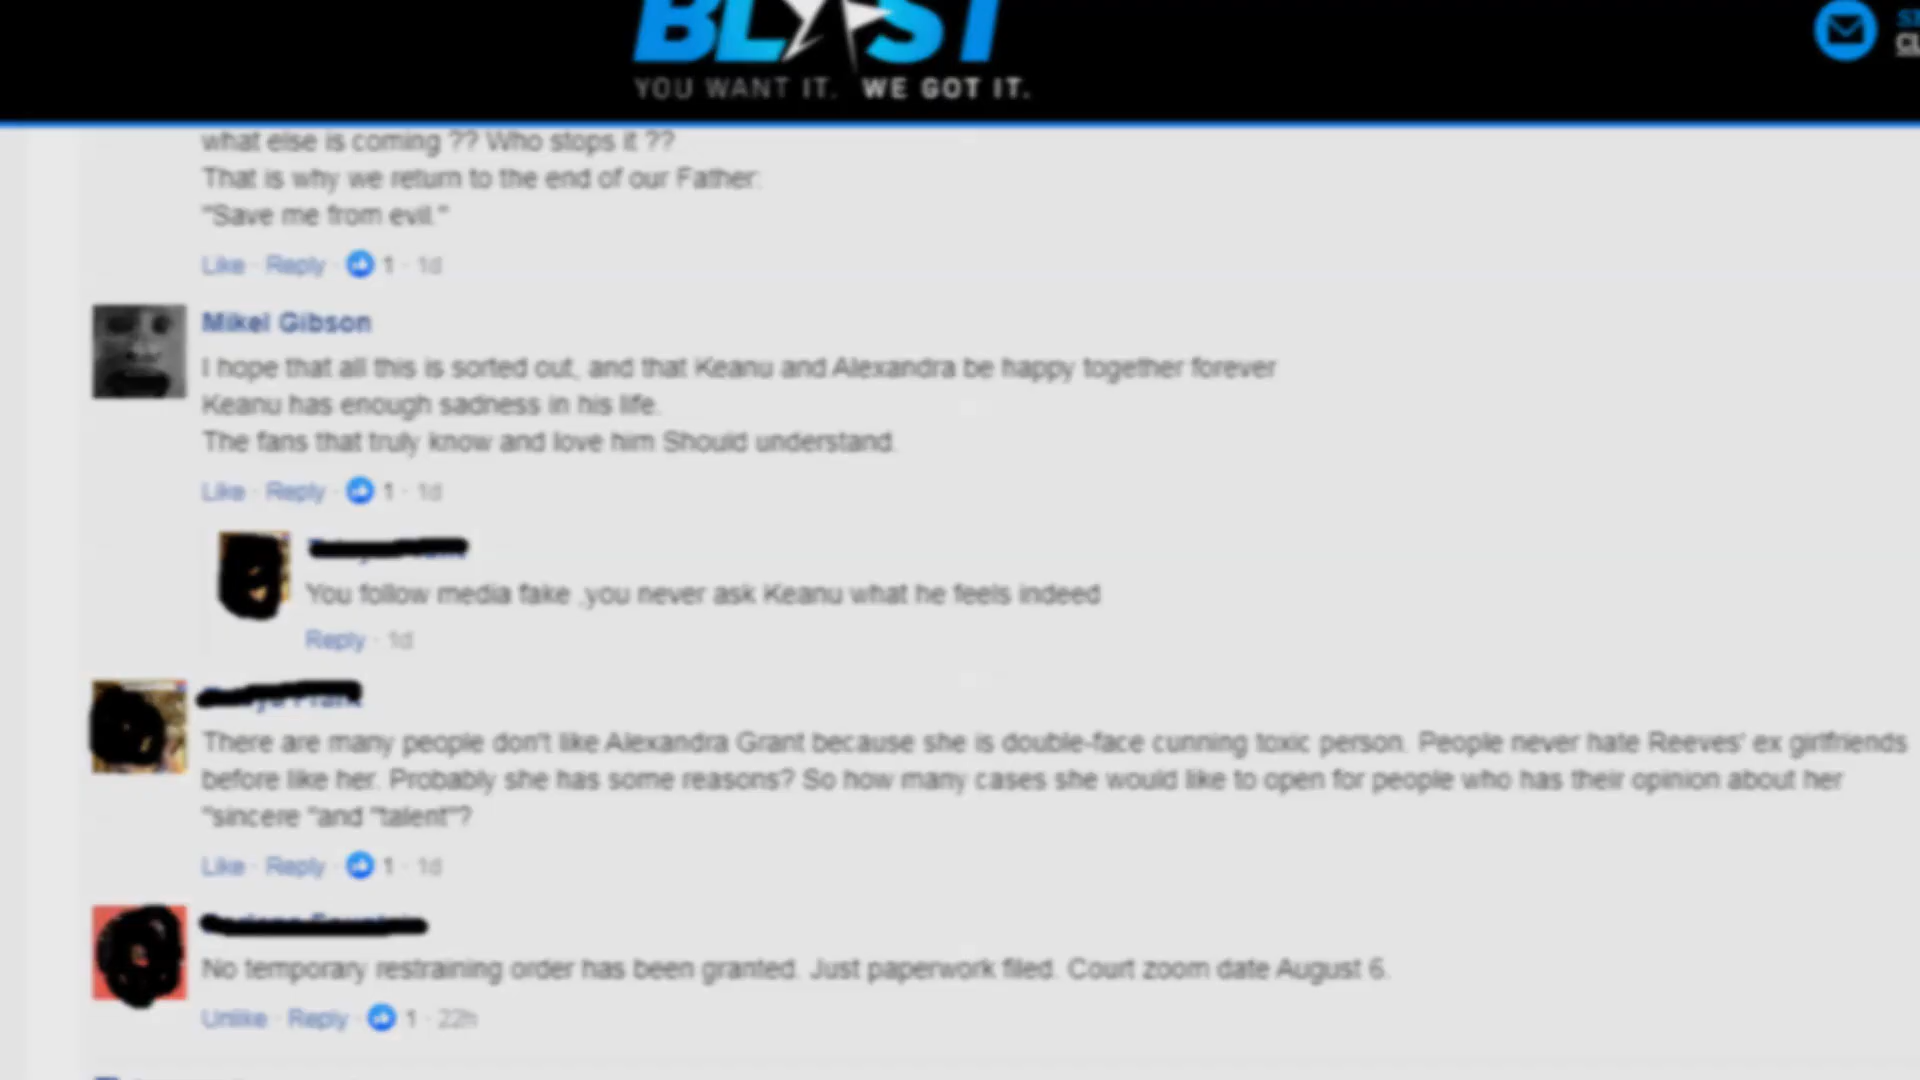 BLAST
YOU WANT IT. WE GOT IT.
what else is coming ?? Who stops it ??
That is why we return to the end of our Father:
"Save me from evil."
Like · Reply · 1 · 1d
Mikel Gibson
I hope that all this is sorted out, and that Keanu and Alexandra be happy together forever
Keanu has enough sadness in his life.
The fans that truly know and love him Should understand.
Like · Reply · 1 · 1d
You follow media fake ,you never ask Keanu what he feels indeed
Reply · 1d
There are many people don't like Alexandra Grant because she is double-face cunning toxic person. People never hate Reeves' ex girlfriends
before like her. Probably she has some reasons? So how many cases she would like to open for people who has their opinion about her
"sincere "and "talent"?
Like · Reply · 1 · 1d
No temporary restraining order has been granted. Just paperwork filed. Court zoom date August 6.
Unlike · Reply · 1 · 22h